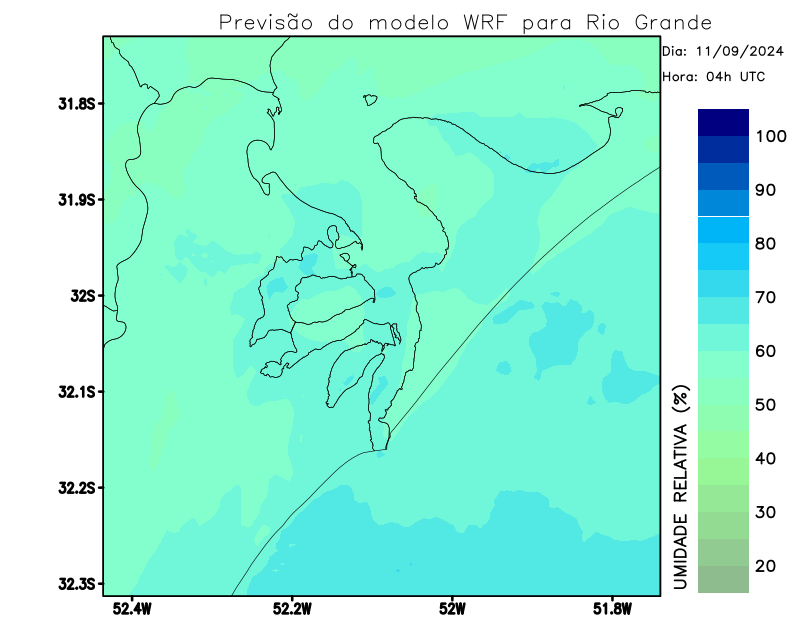 Previsão do modelo WRF para Rio Grande
Dia: 11/09/2024
Hora: 04h UTC
31.8S
31.9S
32S
32.1S
32.2S
32.3S
52.4W
52.2W
52W
51.8W
100
90
80
70
60
50
40
30
20
UMIDADE RELATIVA (%)